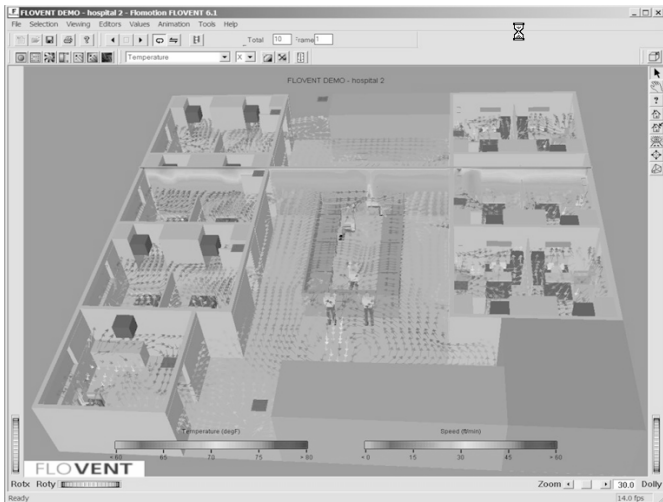 FLOVENT DEMO - hospital 2 - Flomotion FLOVENT 6.1
File Selection Viewing Editors Values Animation Tools Help
Total 10 Frame 1
Temperature X
FLOVENT DEMO - hospital 2
Temperature (degF) Speed (ft/min)
< 60 65 70 75 > 80 < 0 15 30 45 > 60
FLOVENT
Rotx Roty Zoom 30.0 Dolly
Ready 14.0 fps